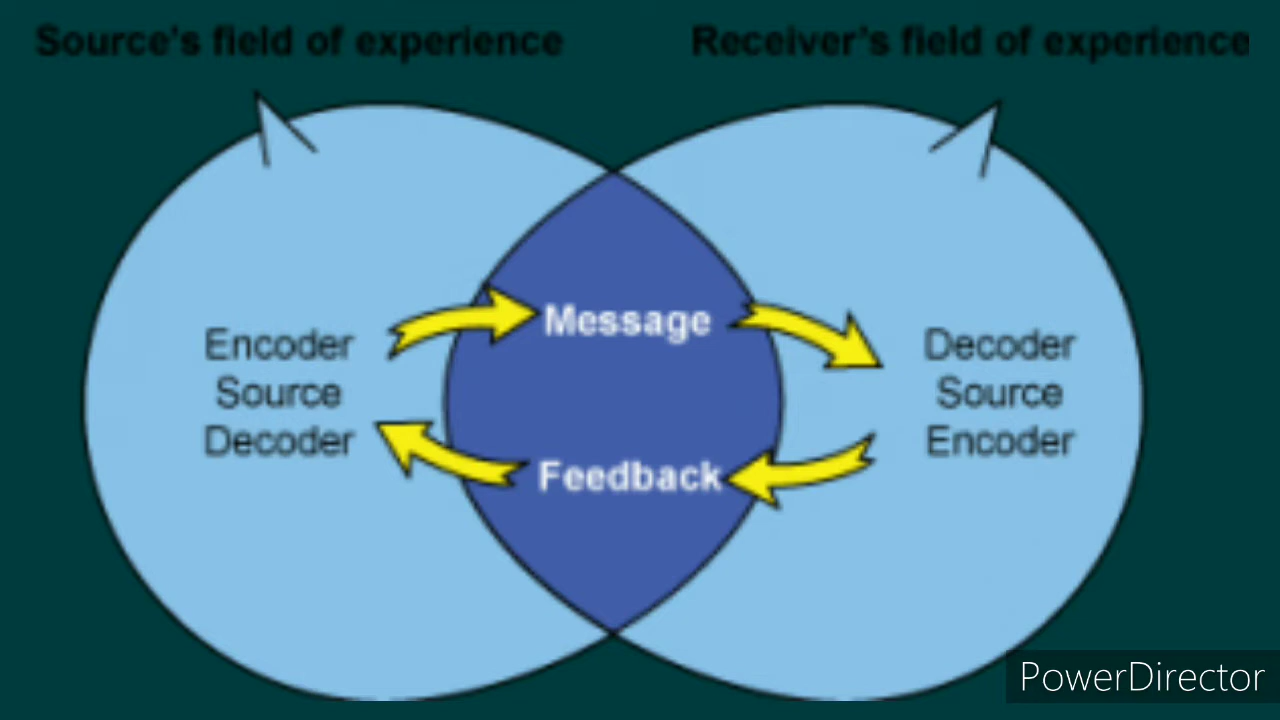 Source's field of experience
Receiver's field of experience
Encoder
Source
Decoder
Message
Feedback
Decoder
Source
Encoder
PowerDirector